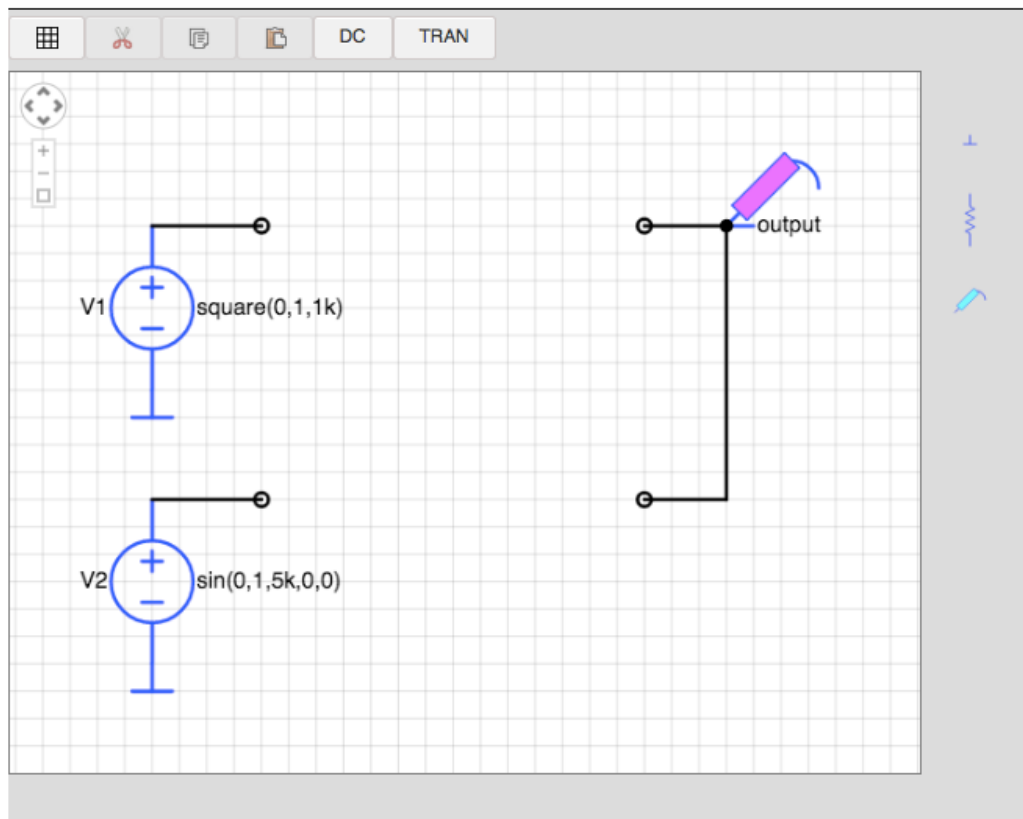 DC TRAN
output
V1 square(0,1,1k)
V2 sin(0,1,5k,0,0)